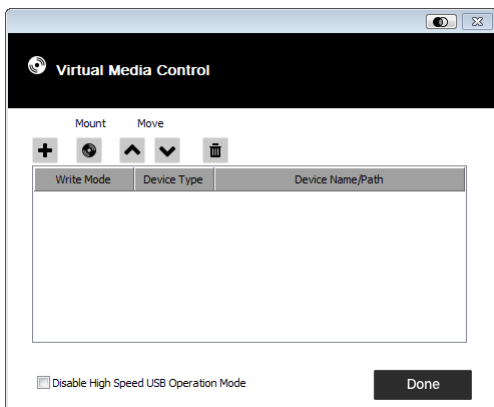 Virtual Media Control
Mount Move
Write Mode Device Type Device Name/Path
Disable High Speed USB Operation Mode Done